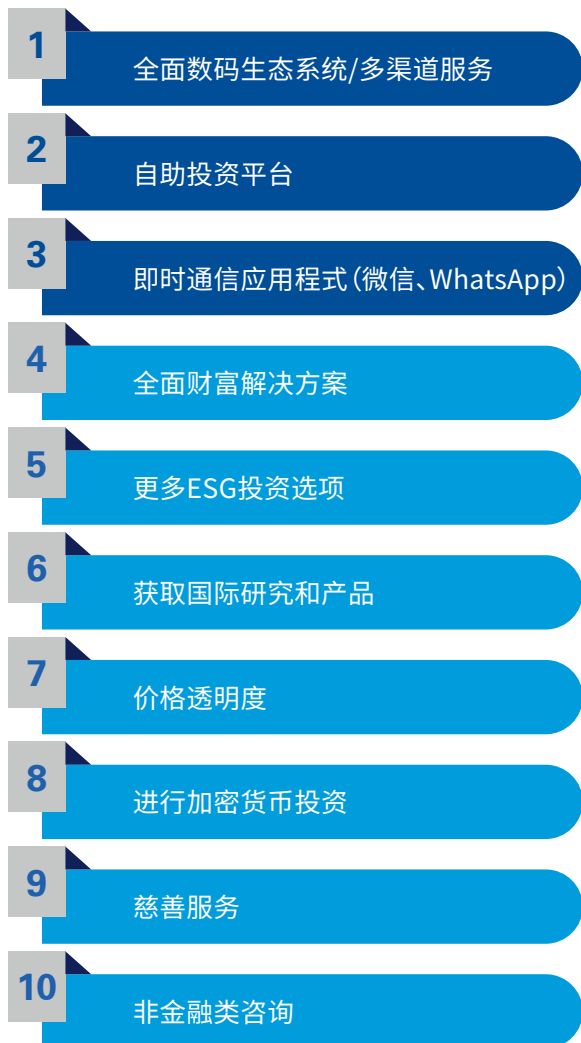 1
全面数码生态系统/多渠道服务
2
自助投资平台
3
即时通信应用程式(微信、WhatsApp)
4
全面财富解决方案
5
更多ESG投资选项
6
获取国际研究和产品
7
价格透明度
8
进行加密货币投资
9
慈善服务
10
非金融类咨询